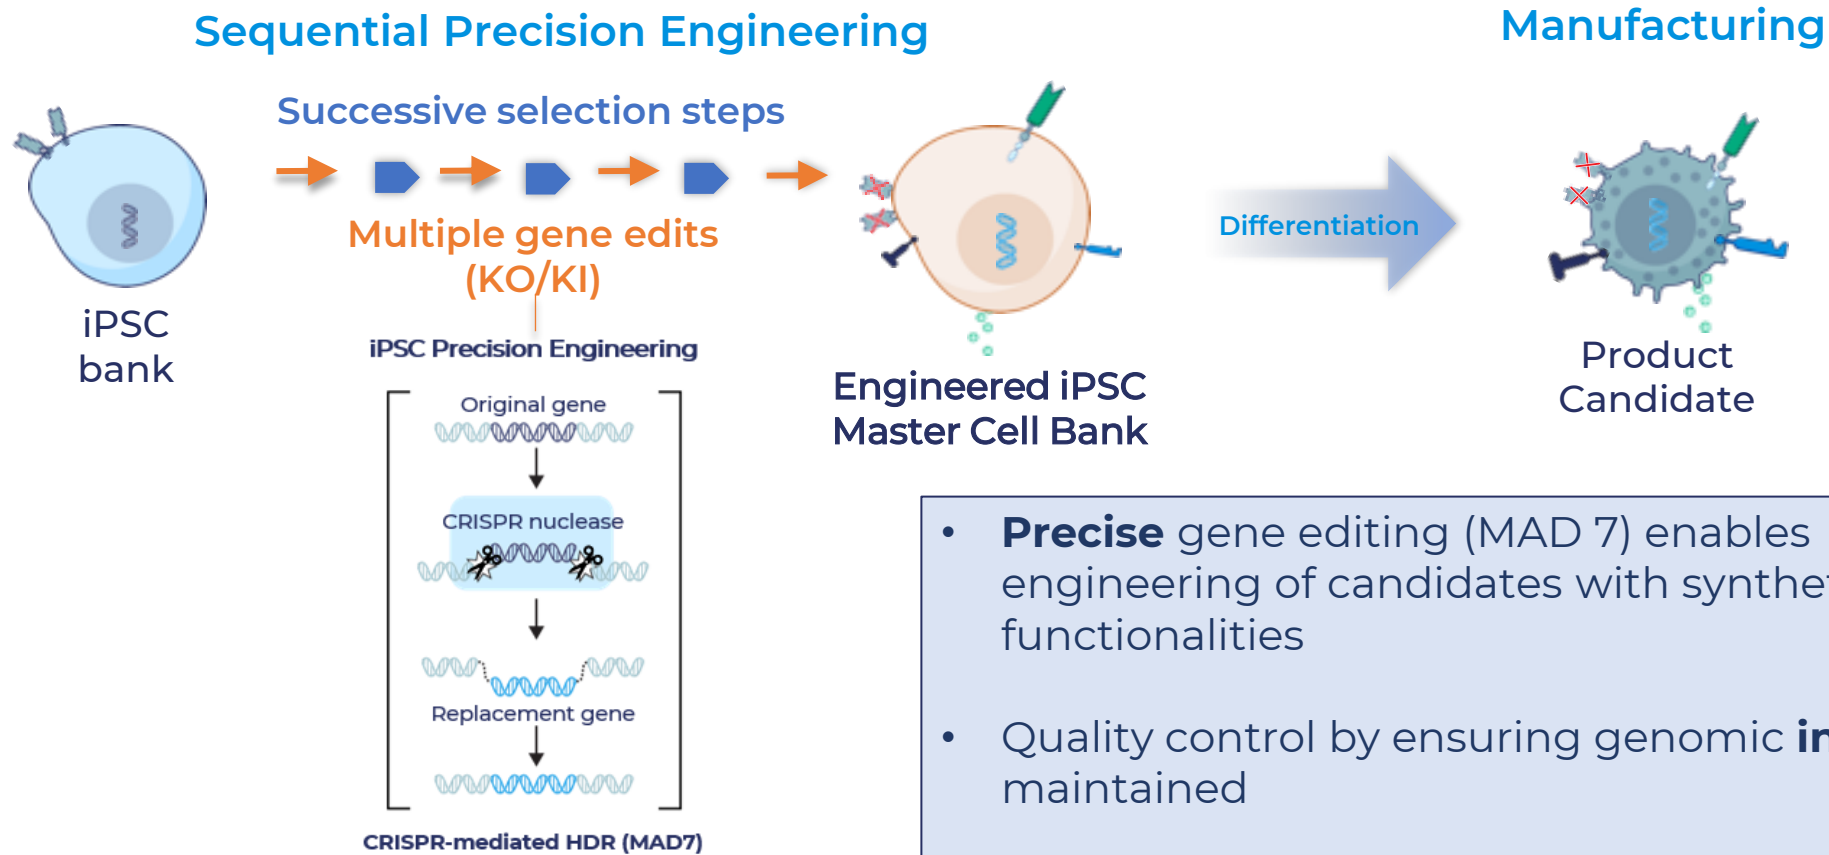 Sequential Precision Engineering
Manufacturing
Successive selection steps
Multiple gene edits
(KO/KI)
iPSC
bank
Differentiation
iPSC Precision Engineering
Engineered iPSC
Master Cell Bank
Product
Candidate
Original gene
CRISPR nuclease
Replacement gene
CRISPR-mediated HDR (MAD7)
• Precise gene editing (MAD 7) enables
engineering of candidates with
functionalities
• Quality control by ensuring genomic
maintained